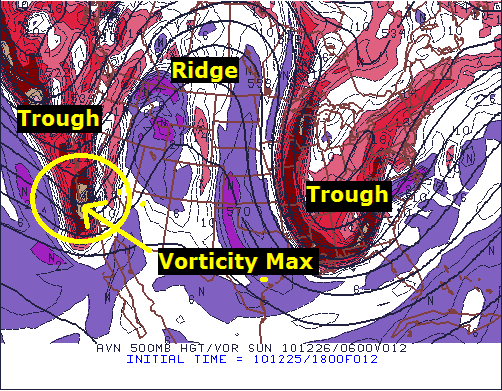 Ridge
Trough
Trough
Vorticity Max
AVN 500MB HGT/VOR SUN 101226/0600V012
INITIAL TIME = 101225/1800F012